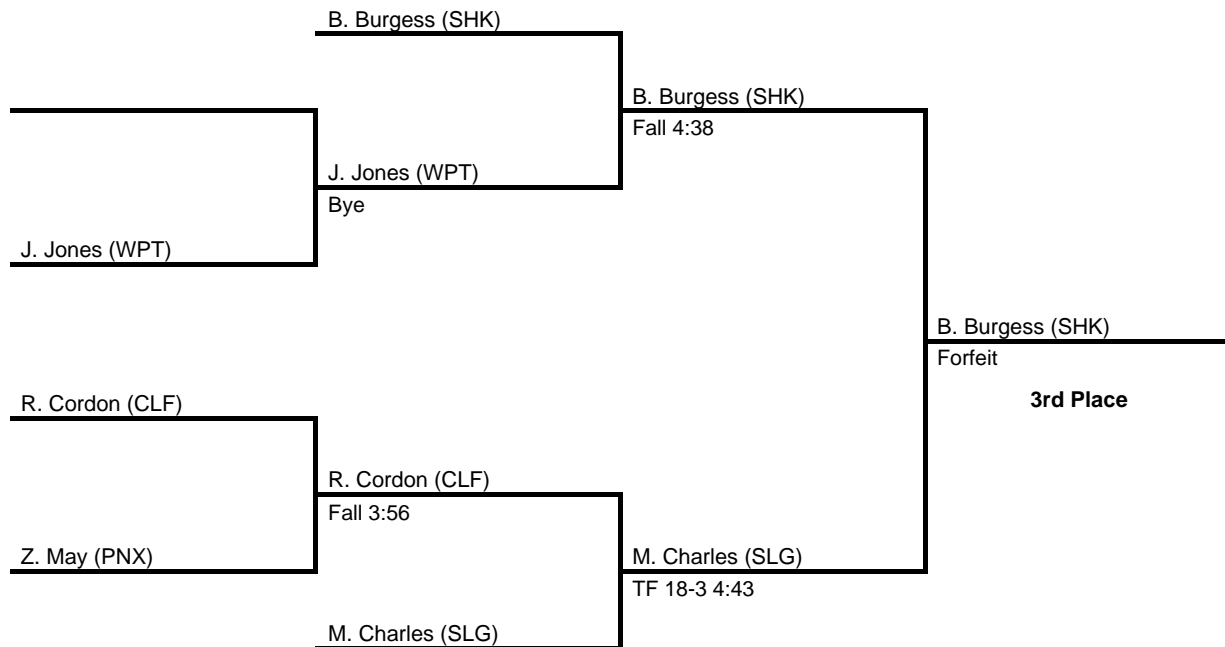 B. Burgess (SHK)
B. Burgess (SHK)
Fall 4:38
J. Jones (WPT)
Bye
J. Jones (WPT)
B. Burgess (SHK)
Forfeit
3rd Place
R. Cordon (CLF)
R. Cordon (CLF)
Fall 3:56
Z. May (PNX)
M. Charles (SLG)
TF 18-3 4:43
M. Charles (SLG)